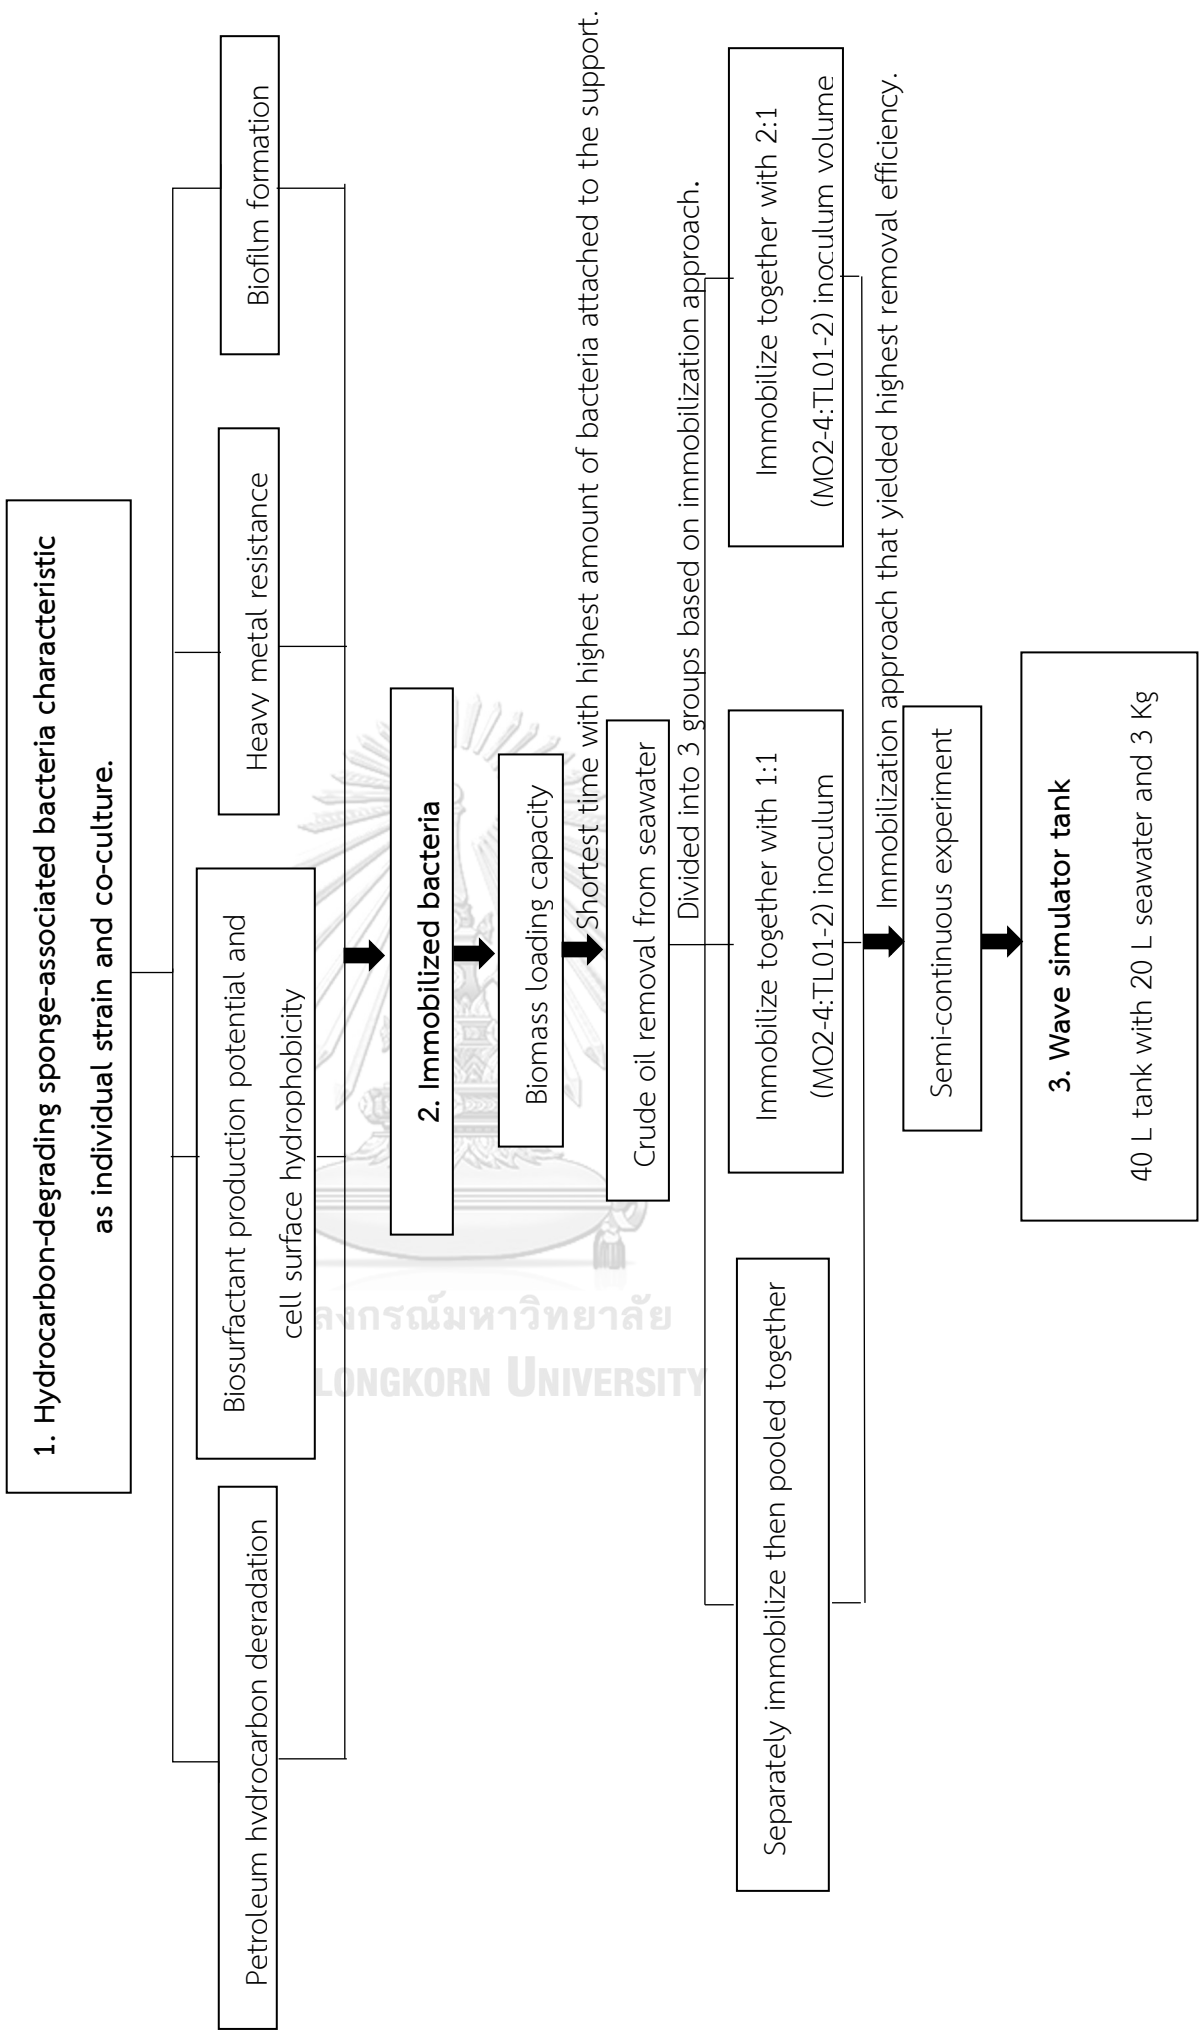 1. Hydrocarbon-degrading sponge-associated bacteria characteristic
as individual strain and co-culture.
Petroleum hydrocarbon degradation
Biosurfactant production potential and
cell surface hydrophobicity
Heavy metal resistance
Biofilm formation
2. Immobilized bacteria
Biomass loading capacity
Shortest time with highest amount of bacteria attached to the support.
Crude oil removal from seawater
Divided into 3 groups based on immobilization approach.
Separately immobilize then pooled together
Immobilize together with 1:1
(MO2-4:TL01-2) inoculum
Immobilize together with 2:1
(MO2-4:TL01-2) inoculum volume
Immobilization approach that yielded highest removal efficiency.
Semi-continuous experiment
3. Wave simulator tank
40 L tank with 20 L seawater and 3 Kg
ลงกรณ์มหาวิทยาลัย
LONGKORN UNIVERSITY